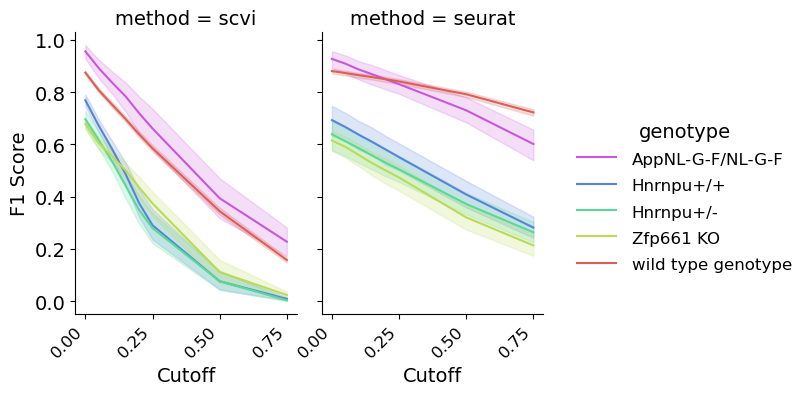 method = scvi
method = seurat
1.0
0.8
0.6
0.4
0.2
0.0
F1 Score
0.00
0.25
0.50
0.75
0.00
0.25
0.50
0.75
Cutoff
Cutoff
genotype
AppNL-G-F/NL-G-F
Hnrnpu+/+
Hnrnpu+/-
Zfp661 KO
wild type genotype